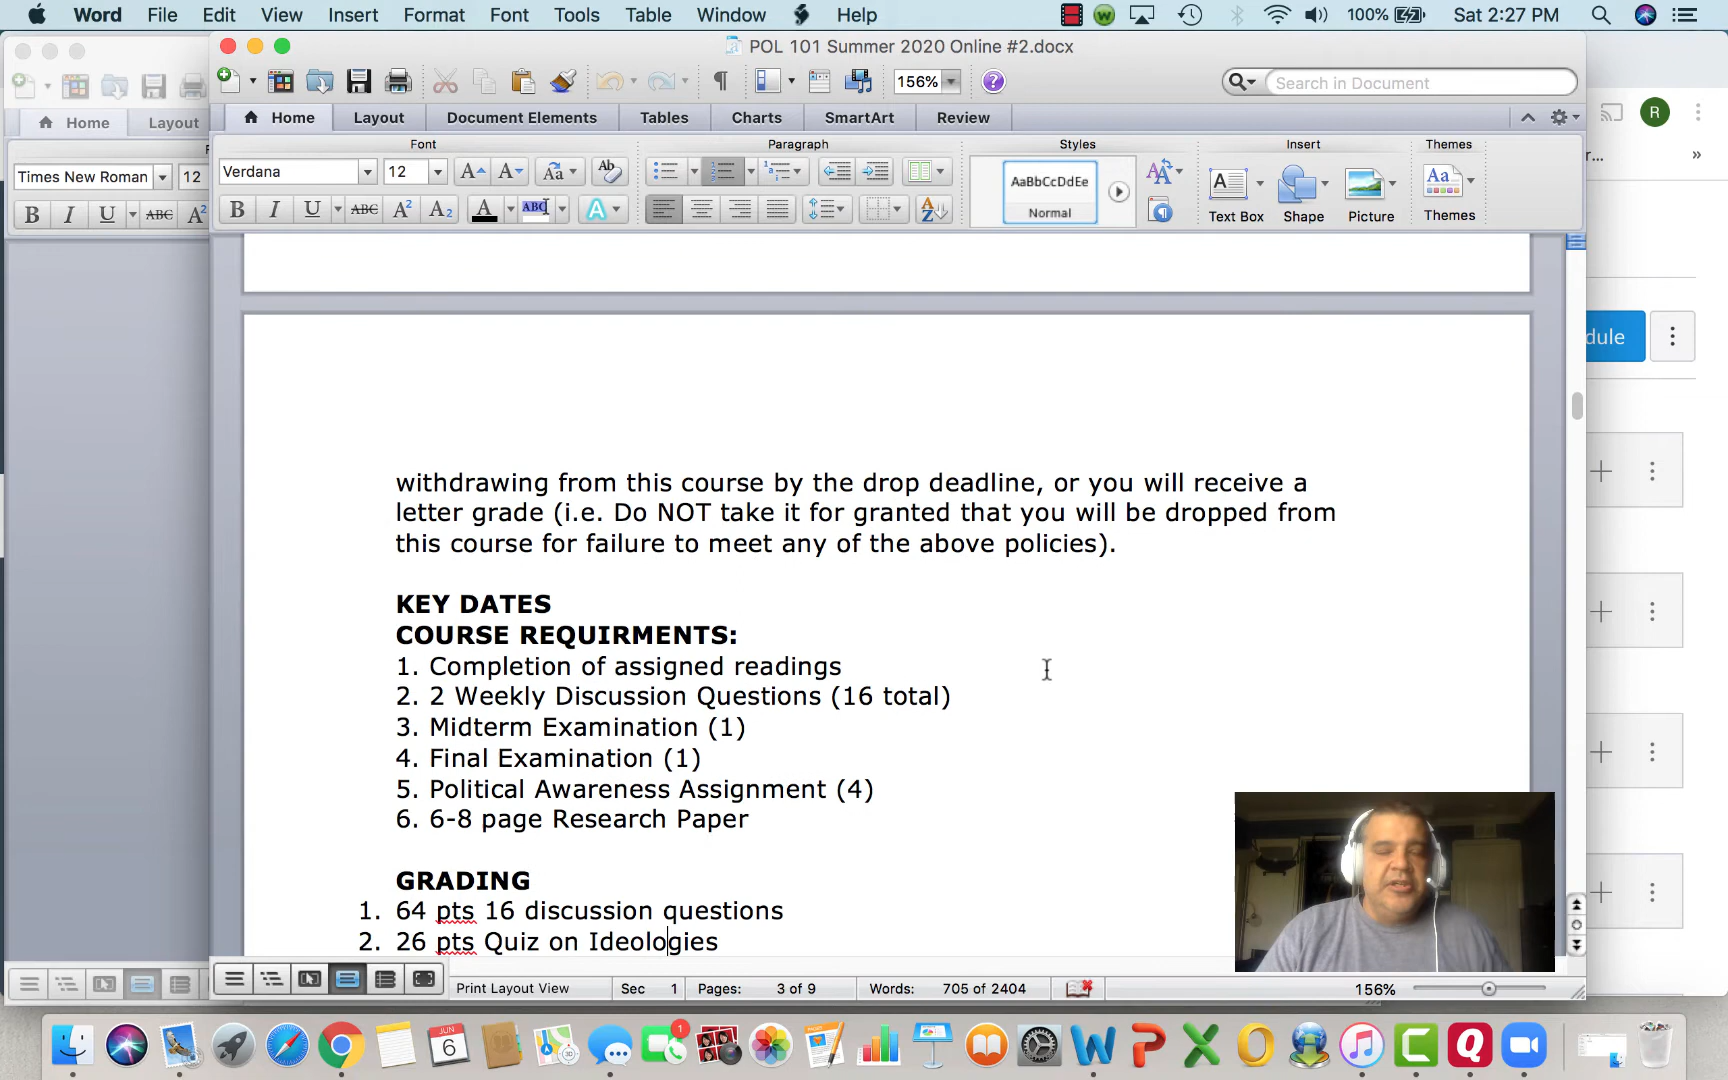 Word File Edit View Insert Format Font Tools Table Window Help 100% Sat 2:27 PM
POL 101 Summer 2020 Online #2.docx
156% Search in Document
Home Layout
Home Layout Document Elements Tables Charts SmartArt Review
Font Paragraph Styles Insert Themes
Times New Roman 12
Verdana 12
AaBbCcDdEe
Normal
Text Box Shape Picture Themes
R
dule
withdrawing from this course by the drop deadline, or you will receive a
letter grade (i.e. Do NOT take it for granted that you will be dropped from
this course for failure to meet any of the above policies).
KEY DATES
COURSE REQUIRMENTS:
1. Completion of assigned readings
2. 2 Weekly Discussion Questions (16 total)
3. Midterm Examination (1)
4. Final Examination (1)
5. Political Awareness Assignment (4)
6. 6-8 page Research Paper
GRADING
1. 64 pts 16 discussion questions
2. 26 pts Quiz on Ideologies
Print Layout View Sec 1 Pages: 3 of 9 Words: 705 of 2404 156%
JUN
6
1